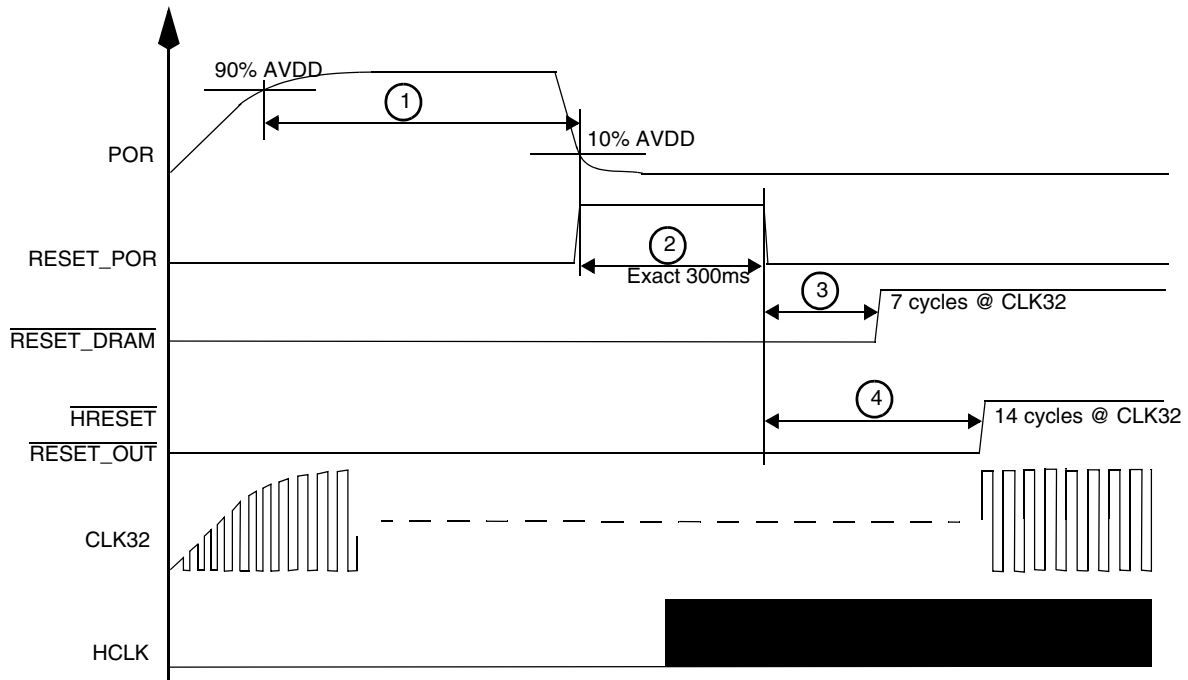 90% AVDD
1
10% AVDD
POR
2
RESET_POR
Exact 300ms
3
7 cycles @ CLK32
RESET_DRAM
4
HRESET
14 cycles @ CLK32
RESET_OUT
CLK32
HCLK